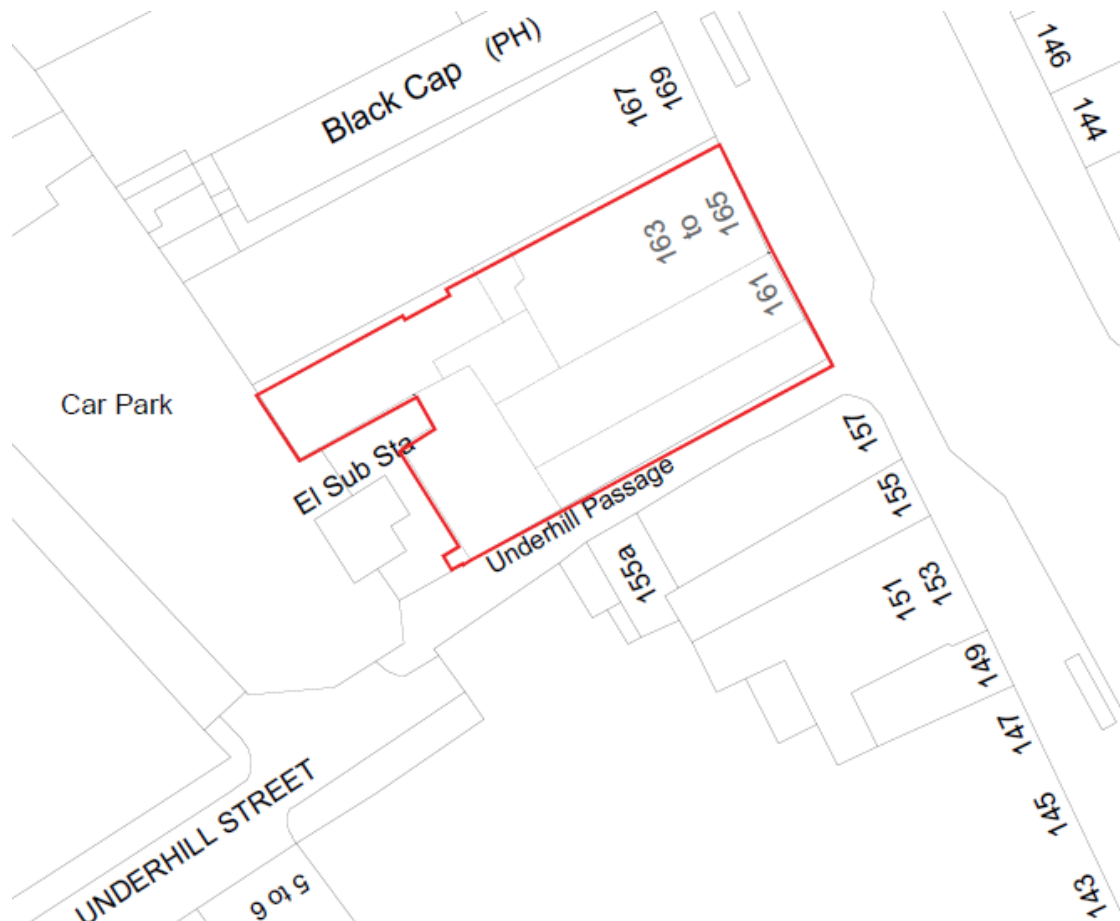 Black Cap (PH)
146
144
169
167
165
to
163
161
Car Park
El Sub Sta
Underhill Passage
157
155
155a
153
151
149
147
145
143
UNDERHILL STREET
5 to 6